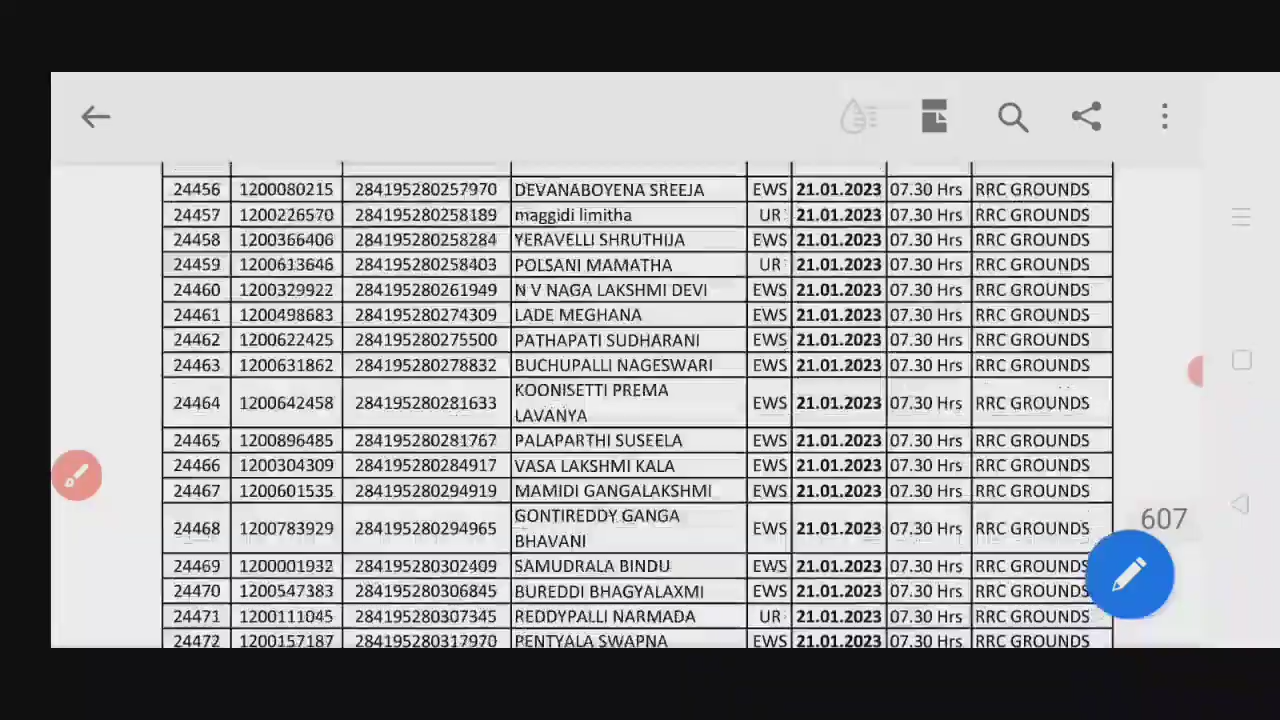 24456 1200080215 284195280257970 DEVANABOYENA SREEJA EWS 21.01.2023 07.30 Hrs RRC GROUNDS
24457 1200226570 284195280258189 maggidi limitha UR 21.01.2023 07.30 Hrs RRC GROUNDS
24458 1200366406 284195280258284 YERAVELLI SHRUTHIJA EWS 21.01.2023 07.30 Hrs RRC GROUNDS
24459 1200613646 284195280258403 POLSANI MAMATHA UR 21.01.2023 07.30 Hrs RRC GROUNDS
24460 1200329922 284195280261949 N V NAGA LAKSHMI DEVI EWS 21.01.2023 07.30 Hrs RRC GROUNDS
24461 1200498683 284195280274309 LADE MEGHANA EWS 21.01.2023 07.30 Hrs RRC GROUNDS
24462 1200622425 284195280275500 PATHAPATI SUDHARANI EWS 21.01.2023 07.30 Hrs RRC GROUNDS
24463 1200631862 284195280278832 BUCHUPALLI NAGESWARI EWS 21.01.2023 07.30 Hrs RRC GROUNDS
24464 1200642458 284195280281633 KOONISETTI PREMA
LAVANYA EWS 21.01.2023 07.30 Hrs RRC GROUNDS
24465 1200896485 284195280281767 PALAPARTHI SUSEELA EWS 21.01.2023 07.30 Hrs RRC GROUNDS
24466 1200304309 284195280284917 VASA LAKSHMI KALA EWS 21.01.2023 07.30 Hrs RRC GROUNDS
24467 1200601535 284195280294919 MAMIDI GANGALAKSHMI EWS 21.01.2023 07.30 Hrs RRC GROUNDS
24468 1200783929 284195280294965 GONTIREDDY GANGA
BHAVANI EWS 21.01.2023 07.30 Hrs RRC GROUNDS
607
24469 1200001932 284195280302409 SAMUDRALA BINDU EWS 21.01.2023 07.30 Hrs RRC GROUNDS
24470 1200547383 284195280306845 BUREDDI BHAGYALAXMI EWS 21.01.2023 07.30 Hrs RRC GROUNDS
24471 1200111045 284195280307345 REDDYPALLI NARMADA UR 21.01.2023 07.30 Hrs RRC GROUNDS
24472 1200157187 284195280317970 PENTYALA SWAPNA EWS 21.01.2023 07.30 Hrs RRC GROUNDS